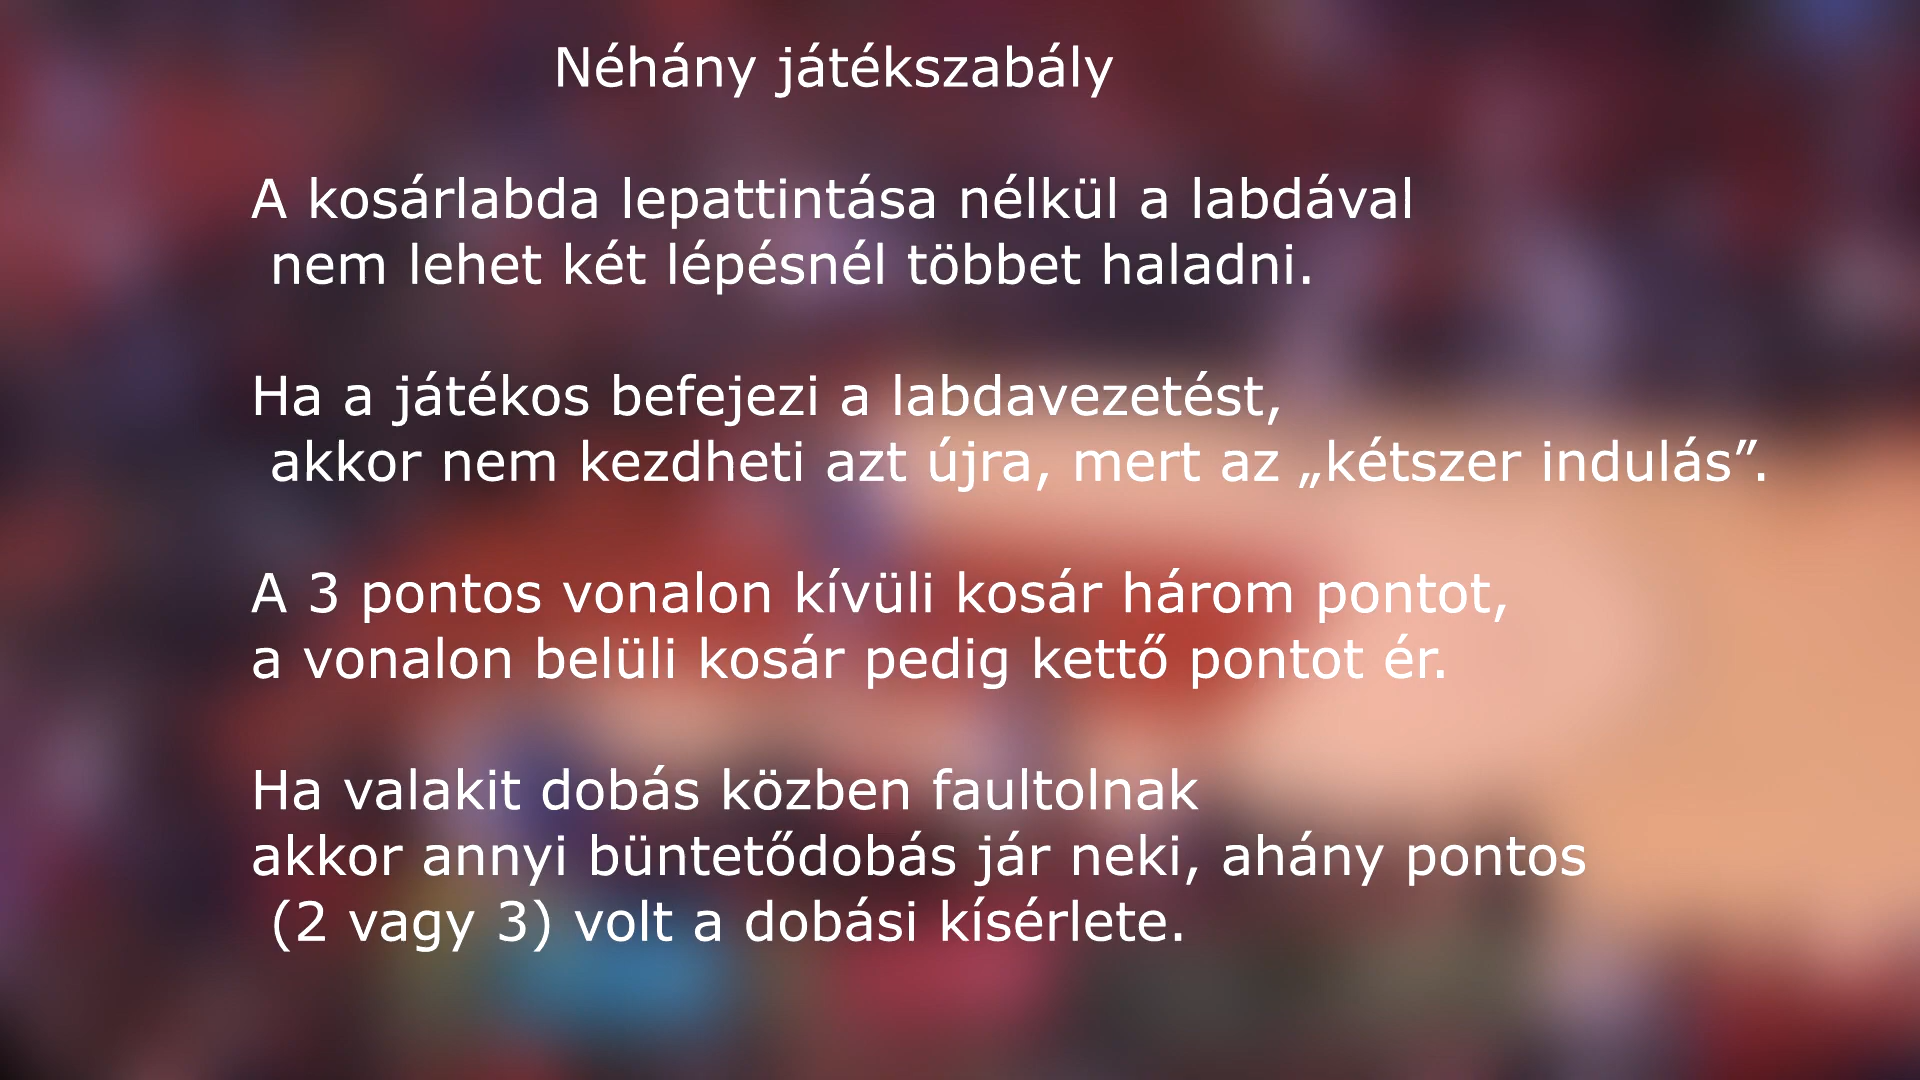 Néhány játékszabály
A kosárlabda lepattintása nélkül a labdával
nem lehet két lépésnél többet haladni.
Ha a játékos befejezi a labdavezetést,
akkor nem kezdheti azt újra, mert az „kétszer indulás”.
A 3 pontos vonalon kívüli kosár három pontot,
a vonalon belüli kosár pedig kettő pontot ér.
Ha valakit dobás közben faultolnak
akkor annyi büntetődobás jár neki, ahány pontos
(2 vagy 3) volt a dobási kísérlete.